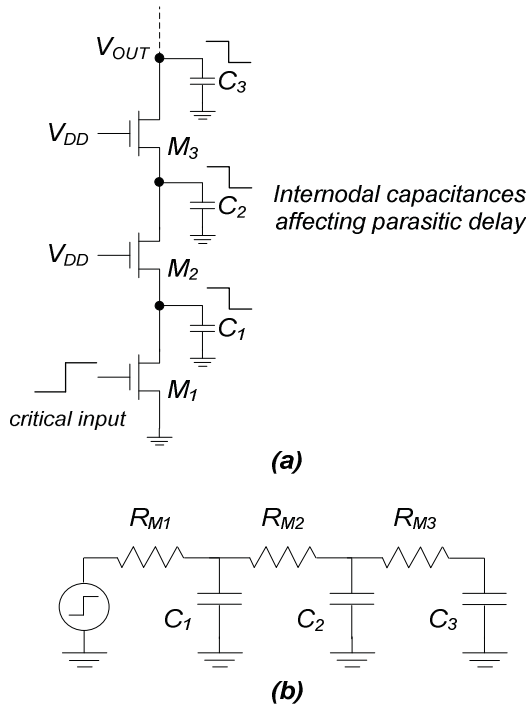 VOUT
C3
VDD
M3
C2
Internodal capacitances
affecting parasitic delay
VDD
M2
C1
M1
critical input
(a)
RM1
RM2
RM3
C1
C2
C3
(b)